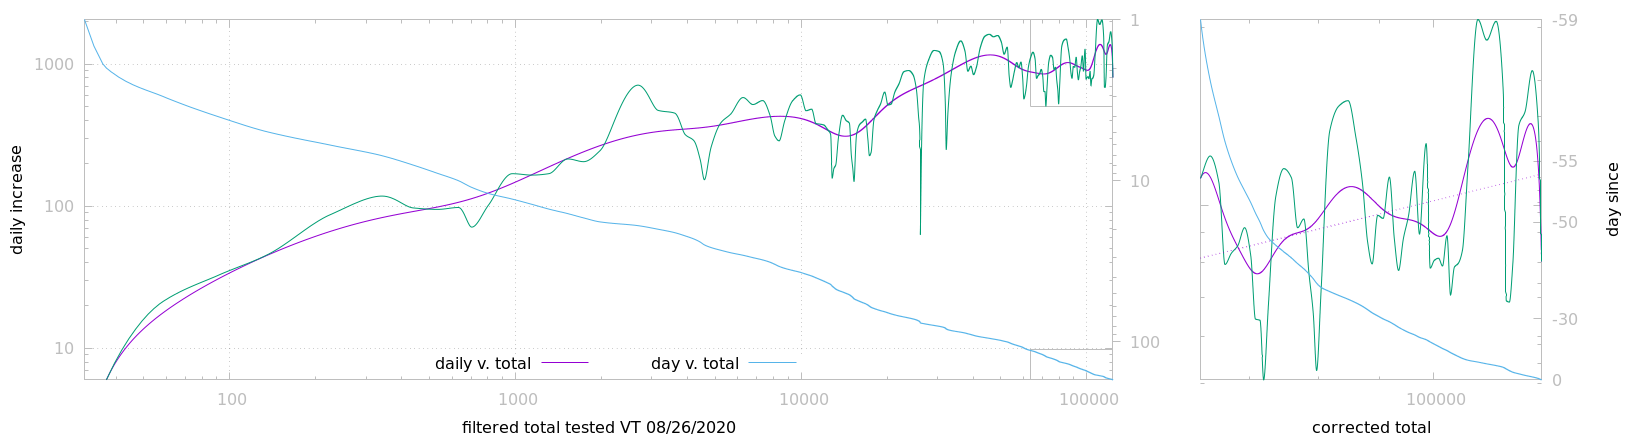 daily increase
1000
100
10
1
10
100
daily v. total
day v. total
100
1000
10000
100000
filtered total tested VT 08/26/2020
-59
-55
-50
-30
0
day since
100000
corrected total